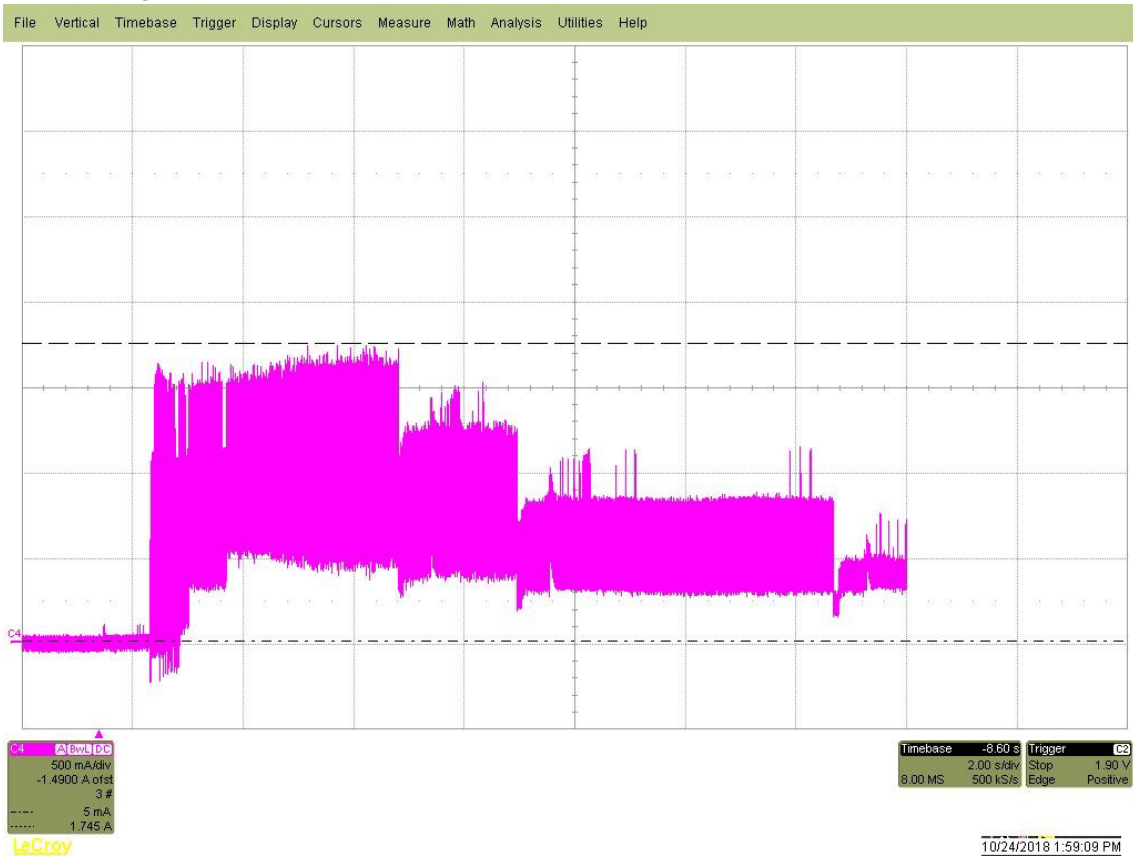 File Vertical Timebase Trigger Display Cursors Measure Math Analysis Utilities Help
C4
C4 A BwL DC
500 mA/div
-1.4900 A ofst
3 #
5 mA
1.745 A
Timebase -8.60 s
2.00 s/div
8.00 MS 500 kS/s
Trigger C2
Stop 1.90 V
Edge Positive
LeCroy
10/24/2018 1:59:09 PM